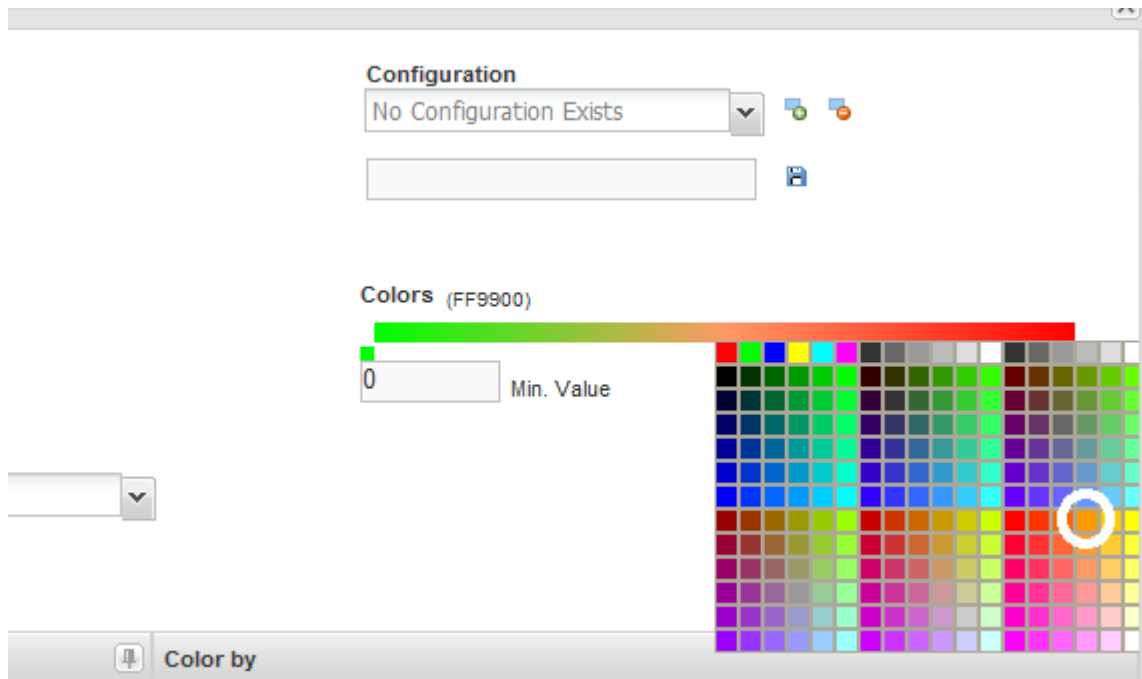 Configuration
No Configuration Exists
Colors (FF9900)
0 Min. Value
Color by